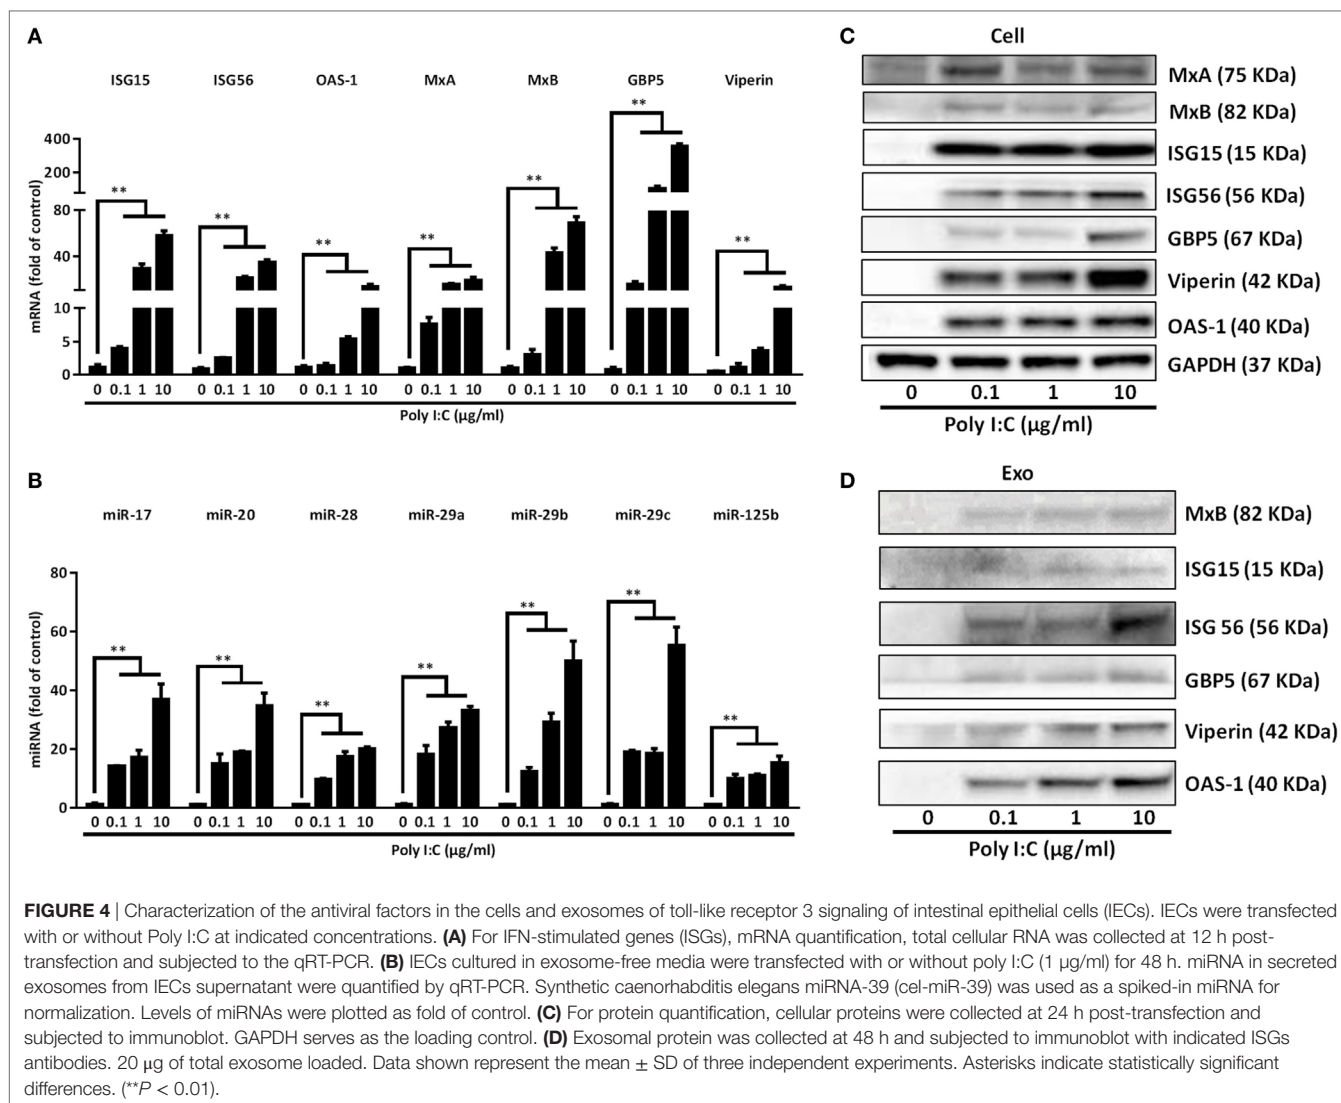 A
ISG15 ISG56 OAS-1 MxA MxB GBP5 Viperin
** ** ** ** ** ** **
mRNA (fold of control)
400
200
80
40
10
5
0
0 0.1 1 10 0 0.1 1 10 0 0.1 1 10 0 0.1 1 10 0 0.1 1 10 0 0.1 1 10 0 0.1 1 10
Poly I:C (µg/ml)
B
miR-17 miR-20 miR-28 miR-29a miR-29b miR-29c miR-125b
** ** ** ** ** ** **
miRNA (fold of control)
80
60
40
20
0
0 0.1 1 10 0 0.1 1 10 0 0.1 1 10 0 0.1 1 10 0 0.1 1 10 0 0.1 1 10 0 0.1 1 10
Poly I:C (µg/ml)
C
Cell
MxA (75 KDa)
MxB (82 KDa)
ISG15 (15 KDa)
ISG56 (56 KDa)
GBP5 (67 KDa)
Viperin (42 KDa)
OAS-1 (40 KDa)
GAPDH (37 KDa)
0 0.1 1 10
Poly I:C (µg/ml)
D
Exo
MxB (82 KDa)
ISG15 (15 KDa)
ISG 56 (56 KDa)
GBP5 (67 KDa)
Viperin (42 KDa)
OAS-1 (40 KDa)
0 0.1 1 10
Poly I:C (µg/ml)
FIGURE 4 | Characterization of the antiviral factors in the cells and exosomes of toll-like receptor 3 signaling of intestinal epithelial cells (IECs). IECs were transfected
with or without Poly I:C at indicated concentrations. (A) For IFN-stimulated genes (ISGs), mRNA quantification, total cellular RNA was collected at 12 h post-
transfection and subjected to the qRT-PCR. (B) IECs cultured in exosome-free media were transfected with or without poly I:C (1 µg/ml) for 48 h. miRNA in secreted
exosomes from IECs supernatant were quantified by qRT-PCR. Synthetic caenorhabditis elegans miRNA-39 (cel-miR-39) was used as a spiked-in miRNA for
normalization. Levels of miRNAs were plotted as fold of control. (C) For protein quantification, cellular proteins were collected at 24 h post-transfection and
subjected to immunoblot. GAPDH serves as the loading control. (D) Exosomal protein was collected at 48 h and subjected to immunoblot with indicated ISGs
antibodies. 20 µg of total exosome loaded. Data shown represent the mean ± SD of three independent experiments. Asterisks indicate statistically significant
differences. (**P < 0.01).